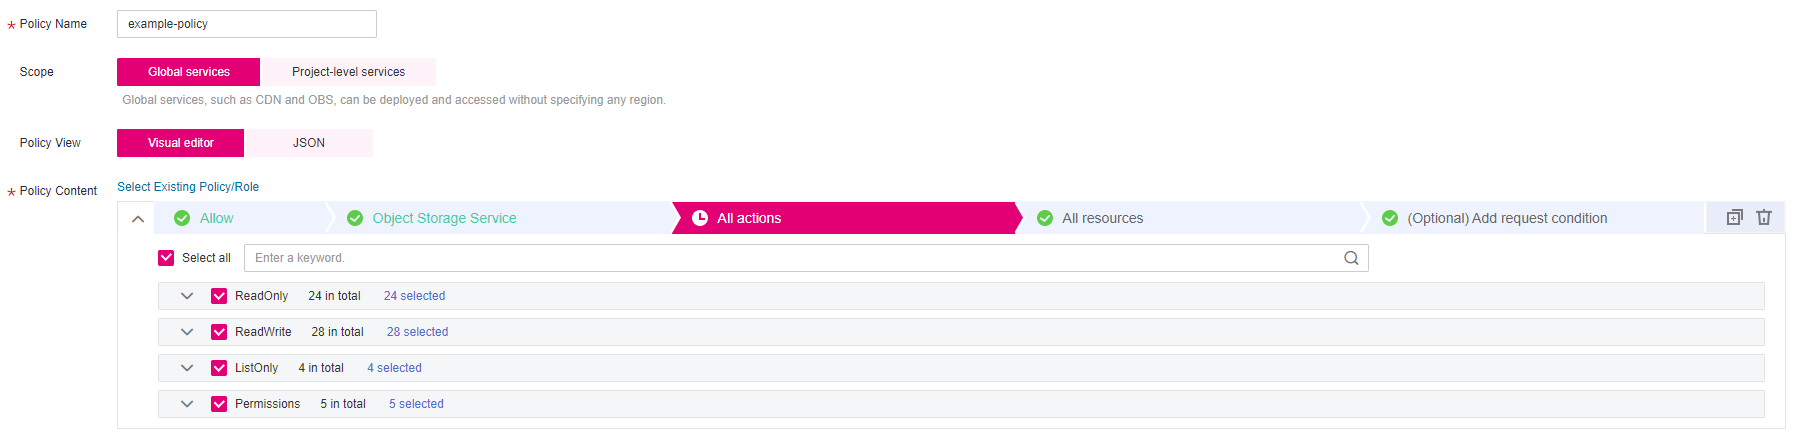 * Policy Name example-policy
Scope Global services Project-level services
Global services, such as CDN and OBS, can be deployed and accessed without specifying any region.
Policy View Visual editor JSON
* Policy Content Select Existing Policy/Role
Allow Object Storage Service All actions All resources (Optional) Add request condition
Select all Enter a keyword.
ReadOnly 24 in total 24 selected
ReadWrite 28 in total 28 selected
ListOnly 4 in total 4 selected
Permissions 5 in total 5 selected